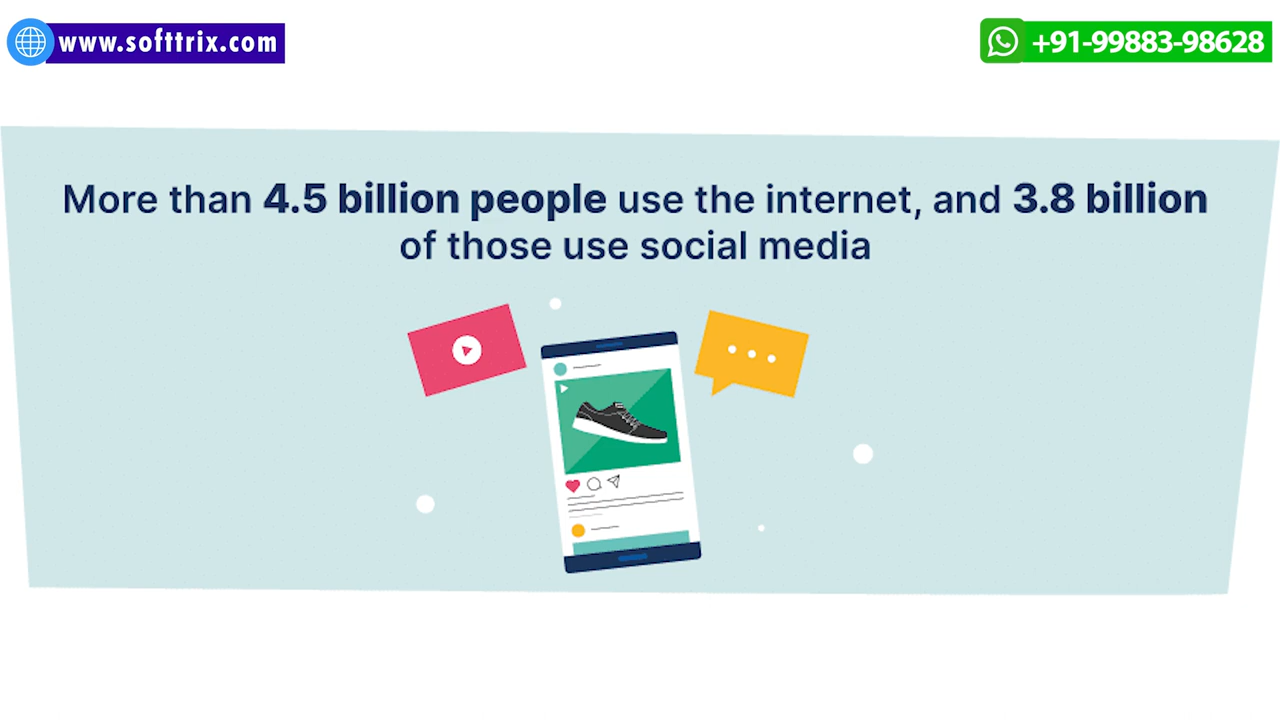 www.softtrix.com
+91-99883-98628
More than 4.5 billion people use the internet, and 3.8 billion
of those use social media